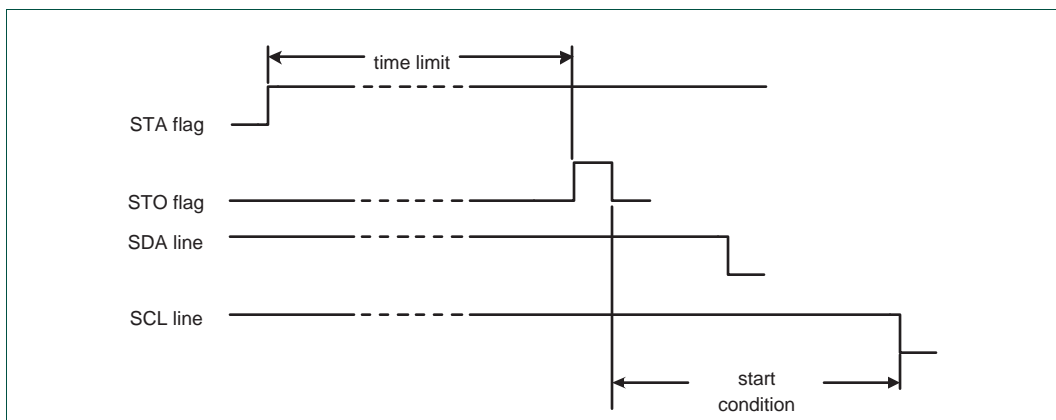 time limit
STA flag
STO flag
SDA line
SCL line
start
condition